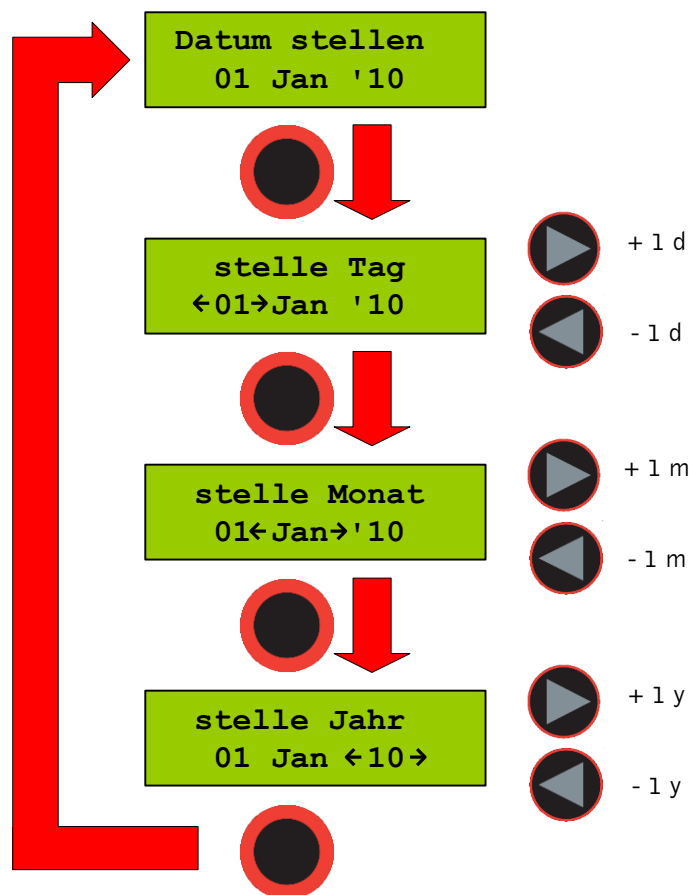 Datum stellen
01 Jan '10
stelle Tag
←01→Jan '10
+ 1 d
- 1 d
stelle Monat
01←Jan→'10
+ 1 m
- 1 m
stelle Jahr
01 Jan ←10→
+ 1 y
- 1 y